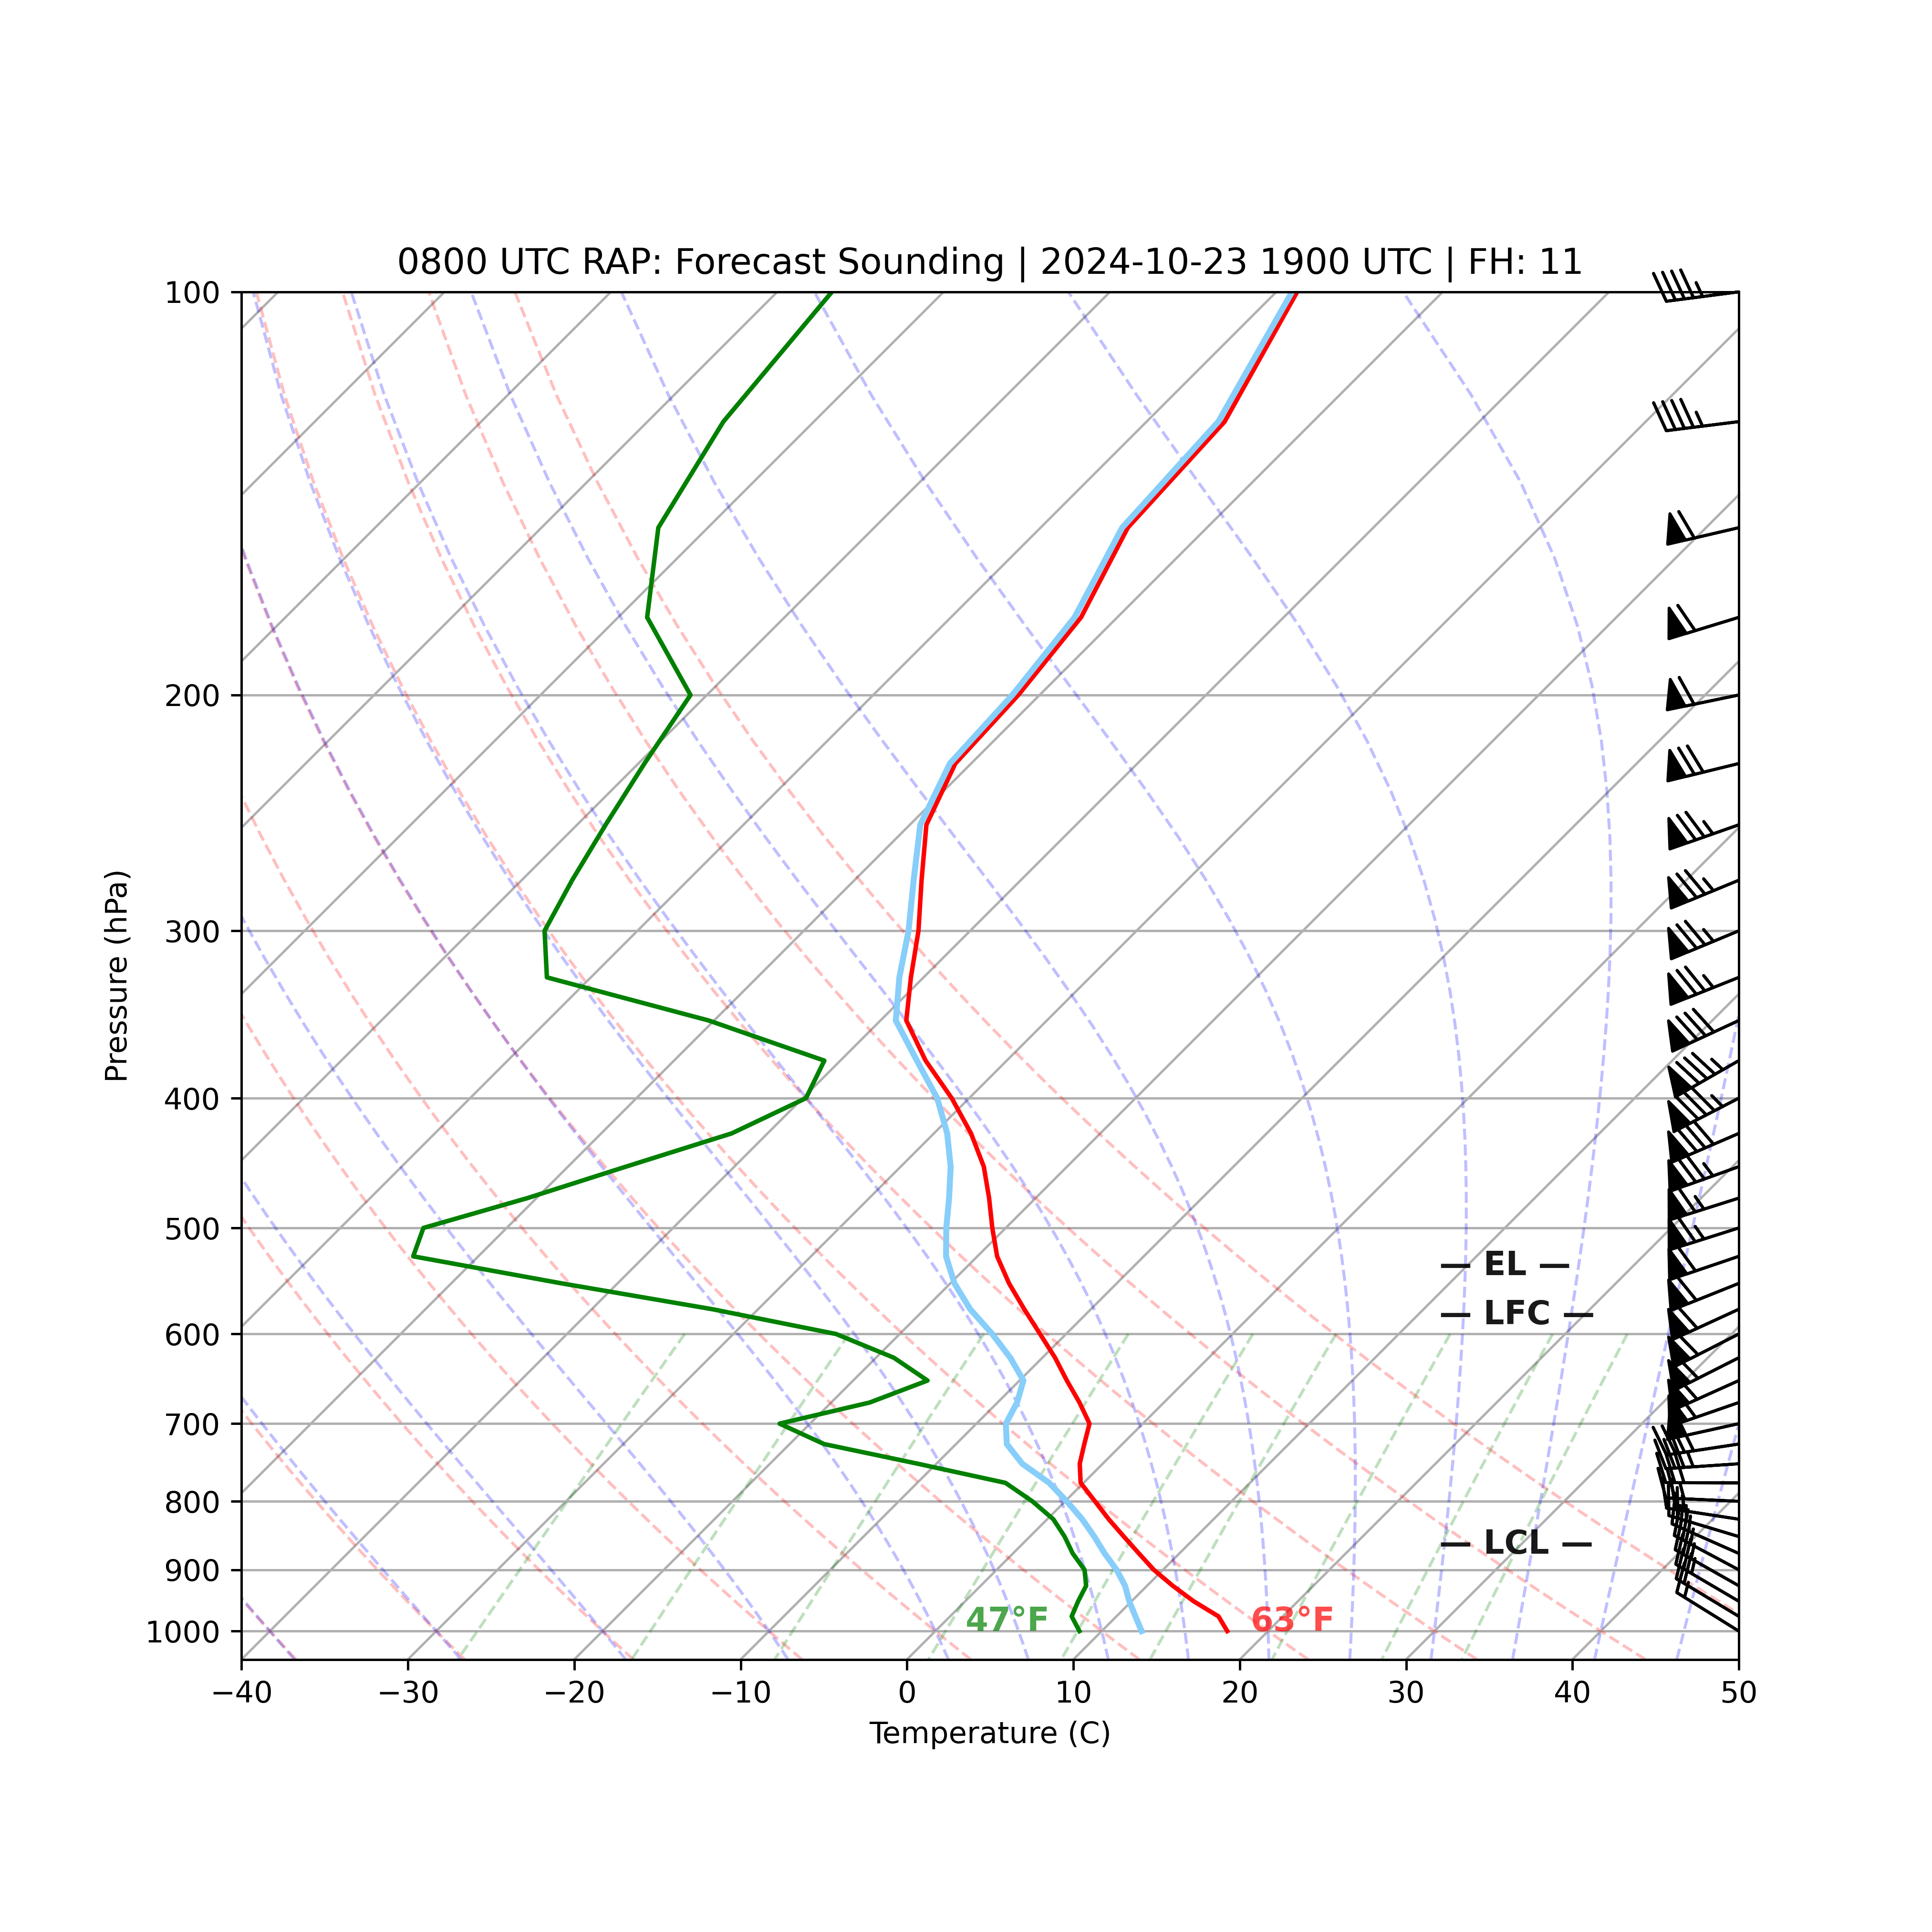 0800 UTC RAP: Forecast Sounding | 2024-10-23 1900 UTC | FH: 11
100
200
300
400
500
600
700
800
900
1000
Pressure (hPa)
— EL —
— LFC —
— LCL —
47°F
63°F
−40 −30 −20 −10 0 10 20 30 40 50
Temperature (C)